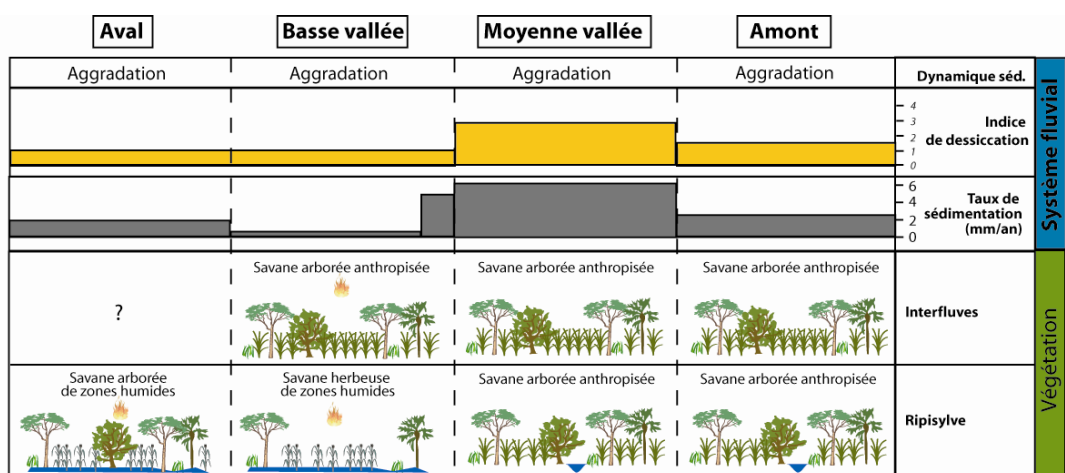 Aval
Basse vallée
Moyenne vallée
Amont
Aggradation
Aggradation
Aggradation
Aggradation
Dynamique séd.
4
3
2
1
0
Indice
de dessiccation
6
4
2
0
Taux de
sédimentation
(mm/an)
Système fluvial
?
Savane arborée anthropisée
Savane arborée anthropisée
Savane arborée anthropisée
Interfluves
Savane arborée
de zones humides
Savane herbeuse
de zones humides
Savane arborée anthropisée
Savane arborée anthropisée
Ripisylve
Végétation